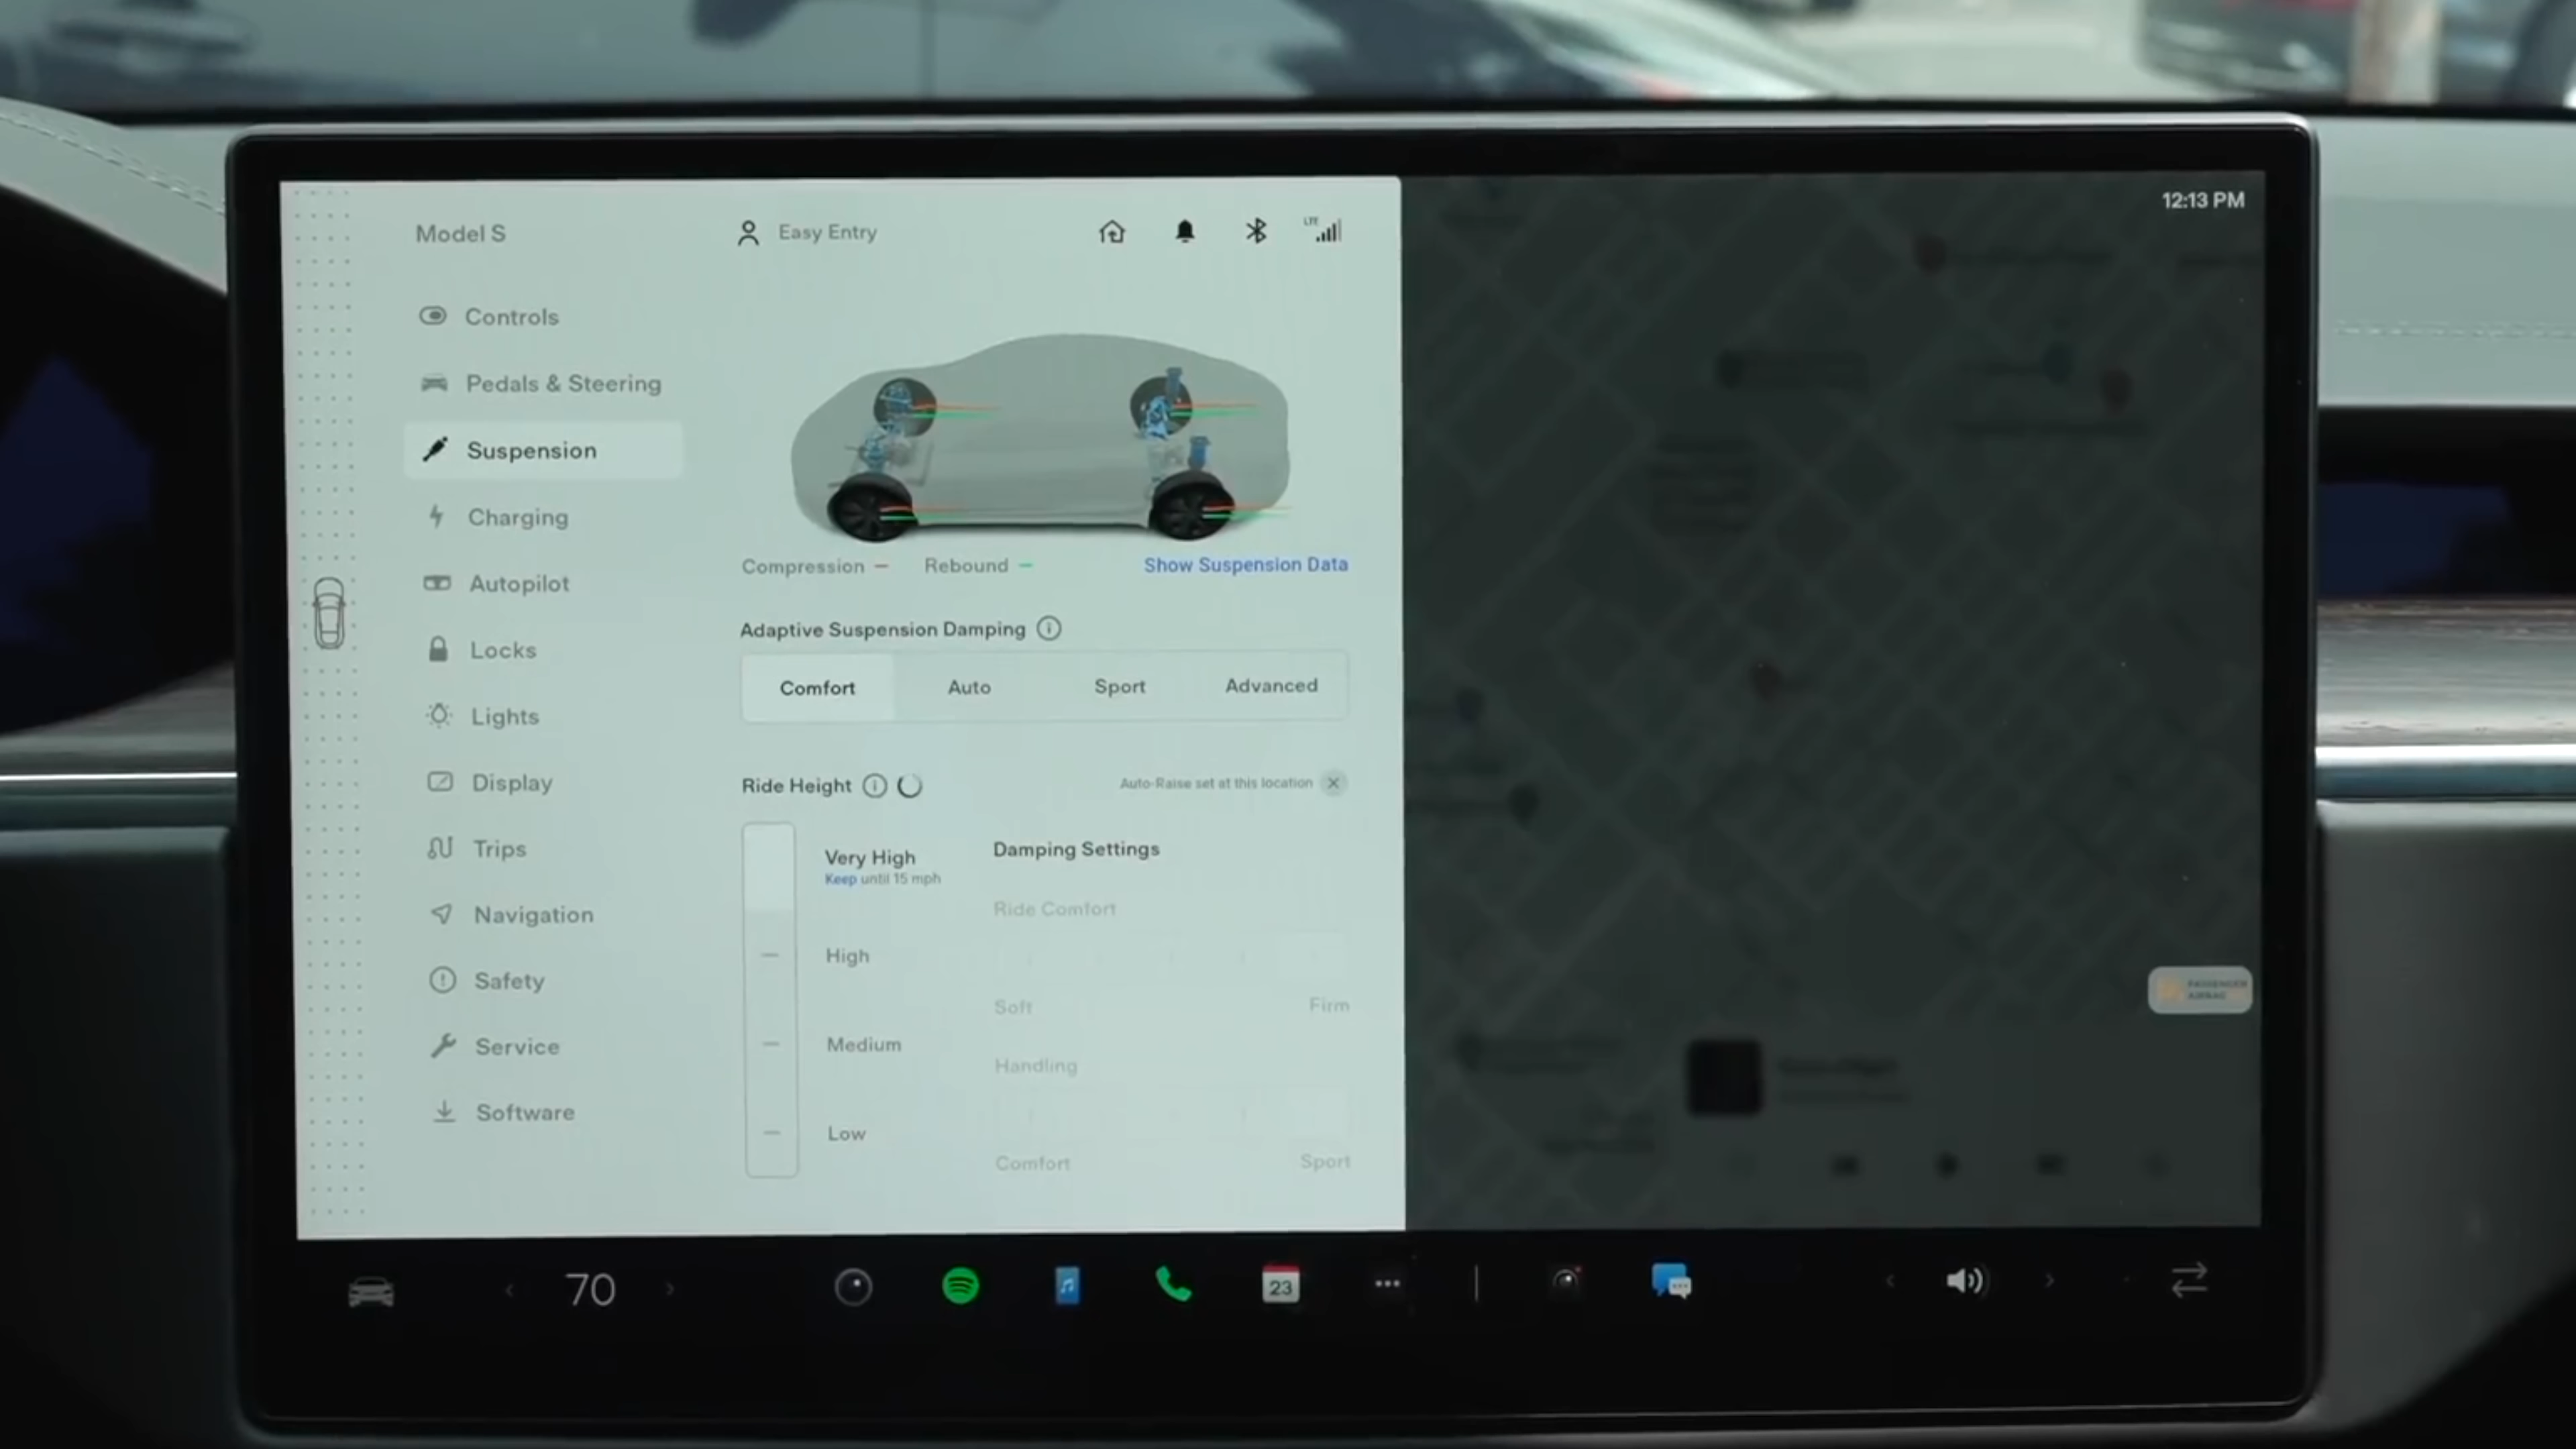 12:13 PM
Model S
Easy Entry
LTE
Controls
Pedals & Steering
Suspension
Charging
Autopilot
Locks
Lights
Display
Trips
Navigation
Safety
Service
Software
Compression
Rebound
Show Suspension Data
Adaptive Suspension Damping
Comfort
Auto
Sport
Advanced
Ride Height
Auto-Raise set at this location
Very High
Keep until 15 mph
High
Medium
Low
Damping Settings
Ride Comfort
Soft
Firm
Handling
Comfort
Sport
PASSENGER
AIRBAG
70
23